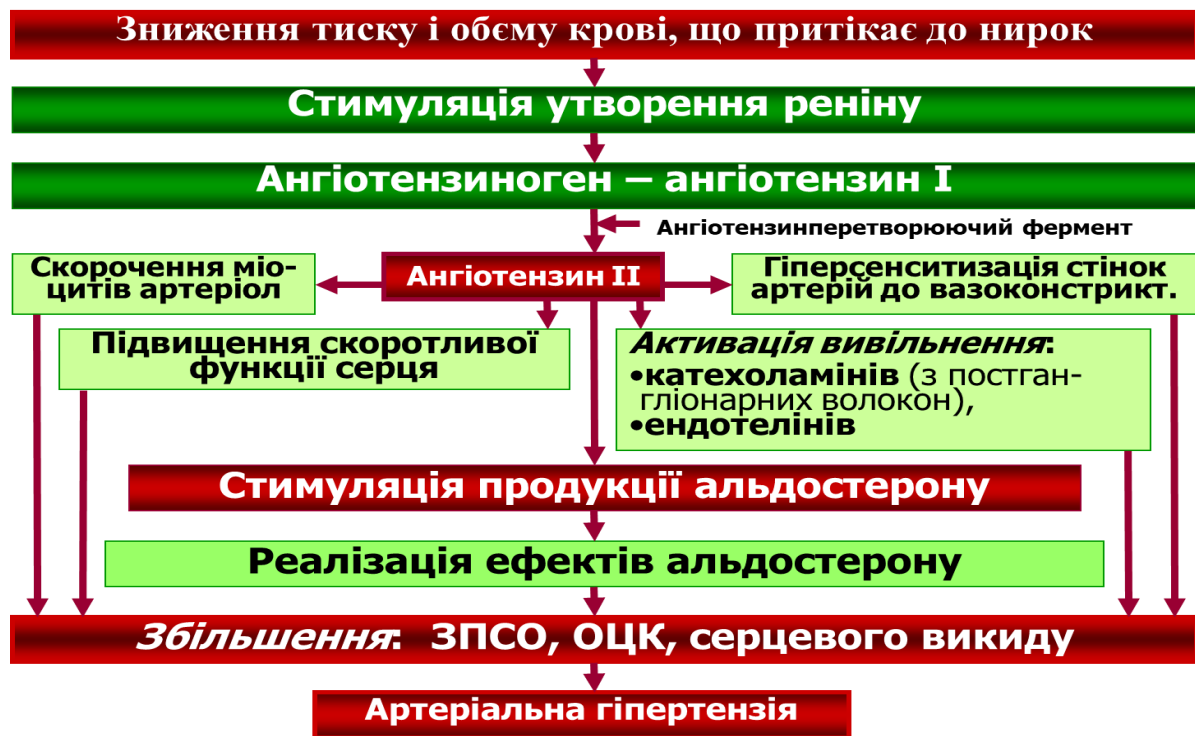 Зниження тиску і обєму крові, що притікає до нирок
Стимуляція утворення реніну
Ангіотензиноген – ангіотензин І
Ангіотензинперетворюючий фермент
Скорочення міо-
цитів артеріол
Ангіотензин ІІ
Гіперсенситизація стінок
артерій до вазоконстрикт.
Підвищення скоротливої
функції серця
Активація вивільнення:
•катехоламінів (з постган-
гліонарних волокон),
•ендотелінів
Стимуляція продукції альдостерону
Реалізація ефектів альдостерону
Збільшення: ЗПСО, ОЦК, серцевого викиду
Артеріальна гіпертензія